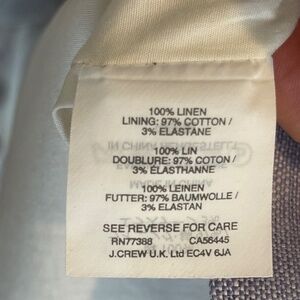 100% LINEN
LINING: 97% COTTON /
3% ELASTANE
100% LIN
DOUBLURE: 97% COTON /
3% ÉLASTHANNE
100% LEINEN
FUTTER: 97% BAUMWOLLE /
3% ELASTAN
SEE REVERSE FOR CARE
RN77388 CA56445
J.CREW U.K. Ltd EC4V 6JA